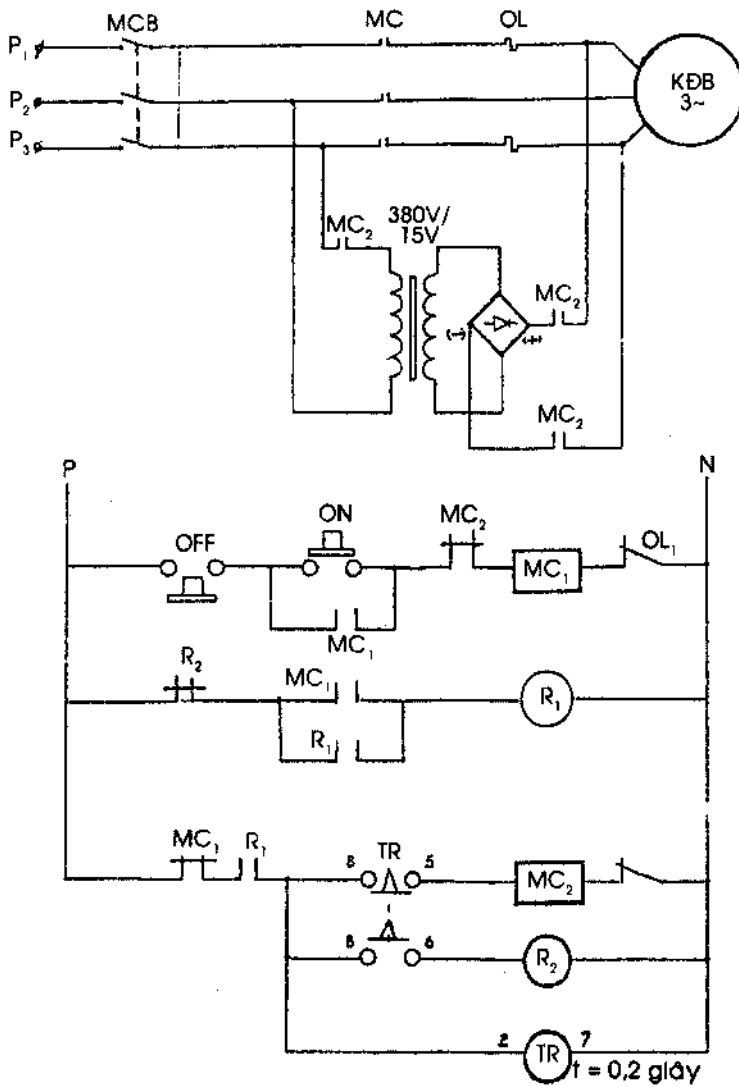 MCB MC OL
P₁
P₂
P₃
KĐB
3~
MC₂ 380V/
15V
MC₂
(-) (+)
MC₂
P N
OFF ON MC₂ OL₁
MC₁
MC₁
R₂ MC₁
R₁
R₁
MC₁ R₁ 8 TR 5
MC₂
8 6
R₂
2 TR 7
t = 0,2 giây